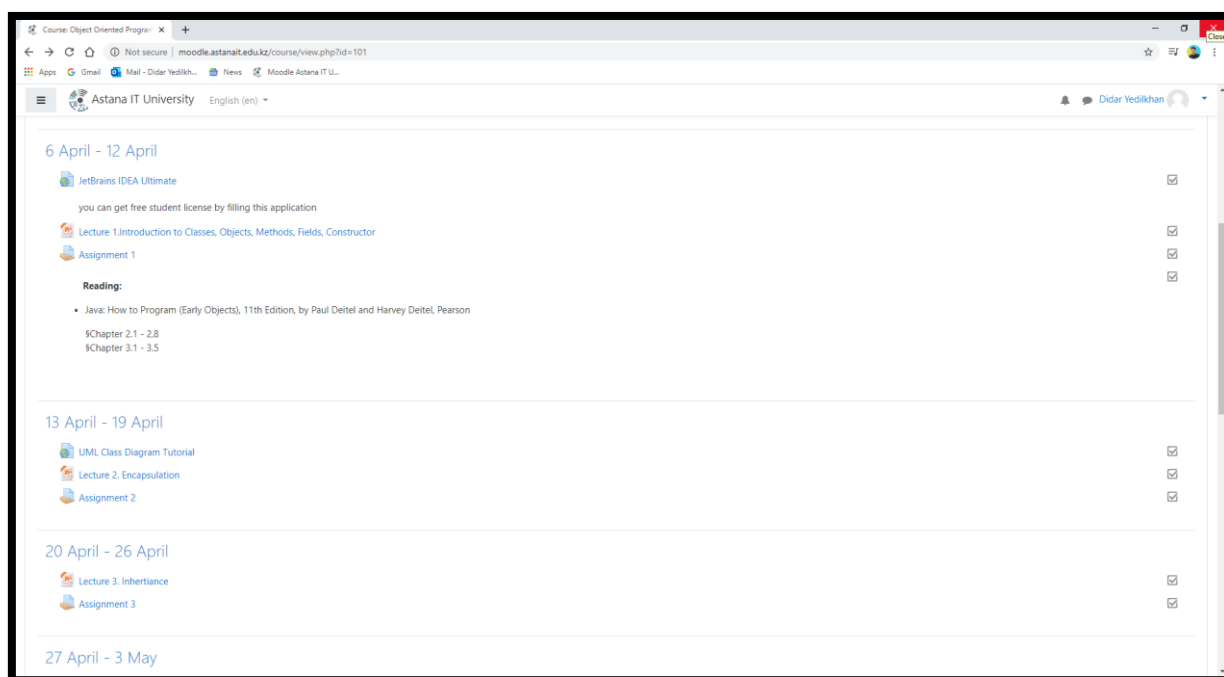 Course: Object Oriented Program
Close
Not secure | moodle.astanait.edu.kz/course/view.php?id=101
Apps Gmail Mail - Didar Yedilkh... News Moodle Astana IT U...
Astana IT University English (en) Didar Yedilkhan
6 April - 12 April
JetBrains IDEA Ultimate
you can get free student license by filling this application
Lecture 1.Introduction to Classes, Objects, Methods, Fields, Constructor
Assignment 1
Reading:
• Java: How to Program (Early Objects), 11th Edition, by Paul Deitel and Harvey Deitel, Pearson
§Chapter 2.1 - 2.8
§Chapter 3.1 - 3.5
13 April - 19 April
UML Class Diagram Tutorial
Lecture 2. Encapsulation
Assignment 2
20 April - 26 April
Lecture 3. Inhertiance
Assignment 3
27 April - 3 May